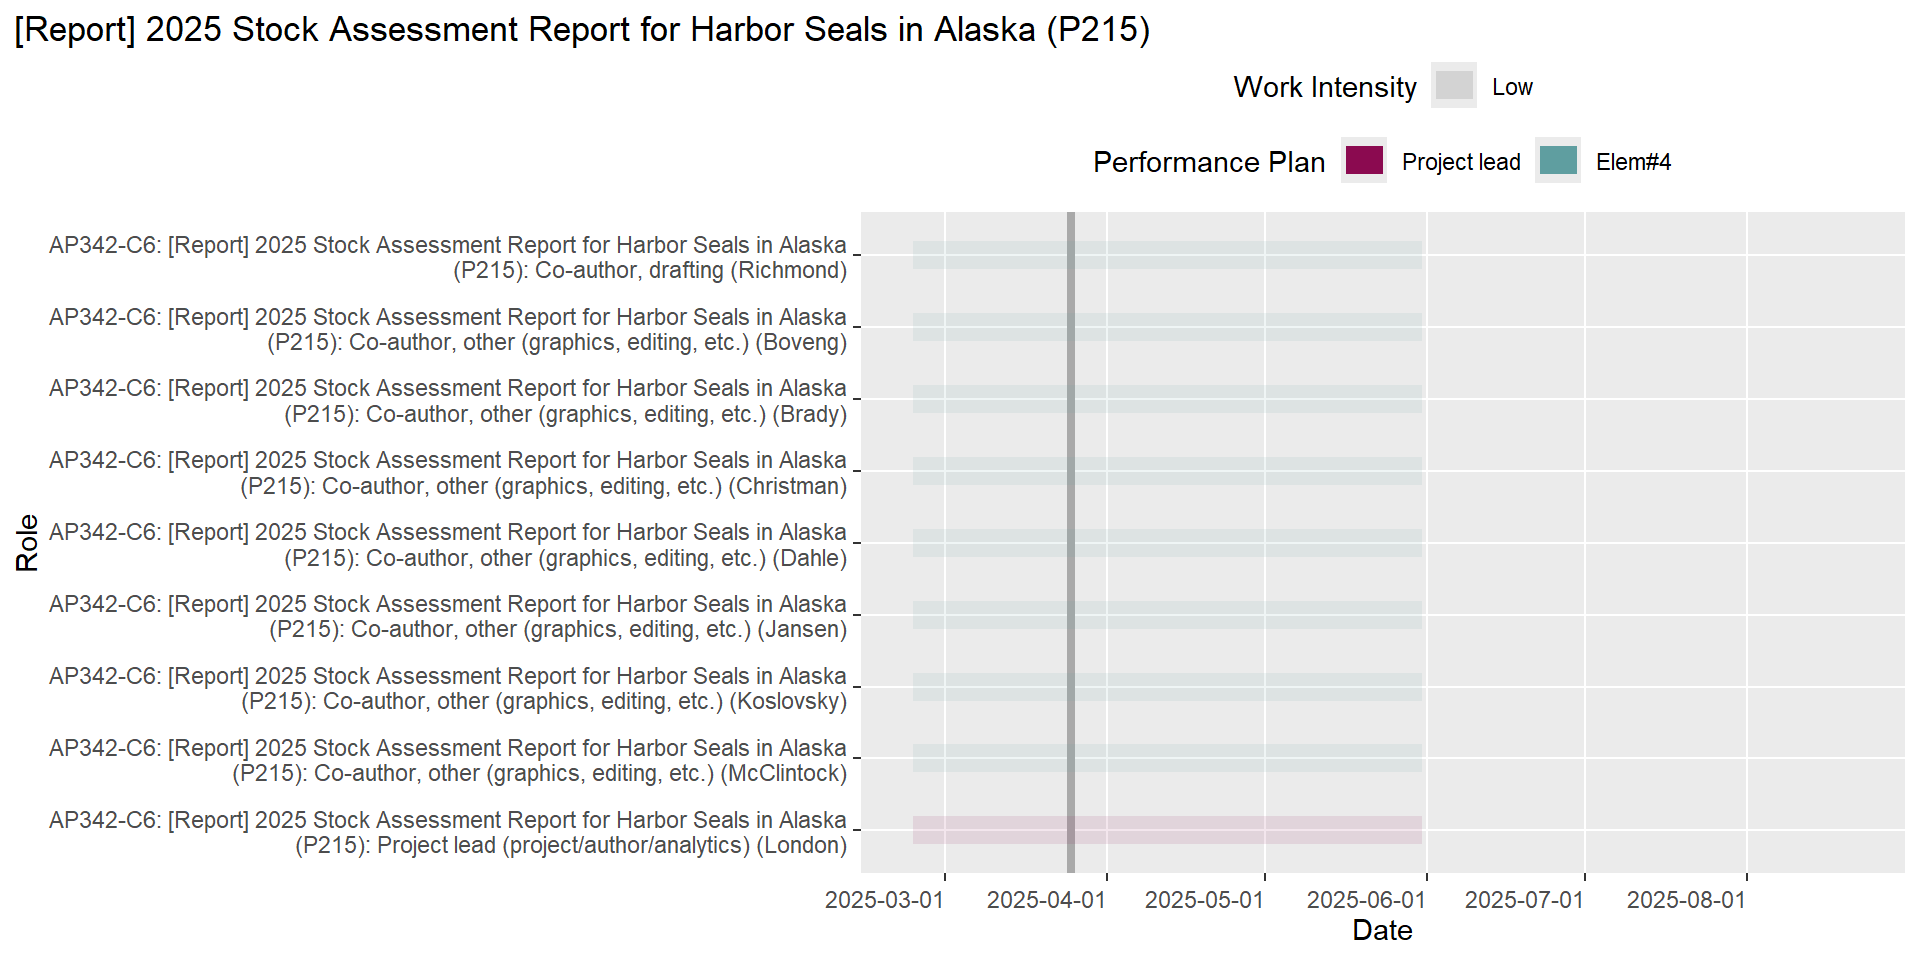 [Report] 2025 Stock Assessment Report for Harbor Seals in Alaska (P215)
Work Intensity Low
Performance Plan Project lead Elem#4
Role
AP342-C6: [Report] 2025 Stock Assessment Report for Harbor Seals in Alaska
(P215): Co-author, drafting (Richmond)
AP342-C6: [Report] 2025 Stock Assessment Report for Harbor Seals in Alaska
(P215): Co-author, other (graphics, editing, etc.) (Boveng)
AP342-C6: [Report] 2025 Stock Assessment Report for Harbor Seals in Alaska
(P215): Co-author, other (graphics, editing, etc.) (Brady)
AP342-C6: [Report] 2025 Stock Assessment Report for Harbor Seals in Alaska
(P215): Co-author, other (graphics, editing, etc.) (Christman)
AP342-C6: [Report] 2025 Stock Assessment Report for Harbor Seals in Alaska
(P215): Co-author, other (graphics, editing, etc.) (Dahle)
AP342-C6: [Report] 2025 Stock Assessment Report for Harbor Seals in Alaska
(P215): Co-author, other (graphics, editing, etc.) (Jansen)
AP342-C6: [Report] 2025 Stock Assessment Report for Harbor Seals in Alaska
(P215): Co-author, other (graphics, editing, etc.) (Koslovsky)
AP342-C6: [Report] 2025 Stock Assessment Report for Harbor Seals in Alaska
(P215): Co-author, other (graphics, editing, etc.) (McClintock)
AP342-C6: [Report] 2025 Stock Assessment Report for Harbor Seals in Alaska
(P215): Project lead (project/author/analytics) (London)
2025-03-01 2025-04-01 2025-05-01 2025-06-01 2025-07-01 2025-08-01
Date